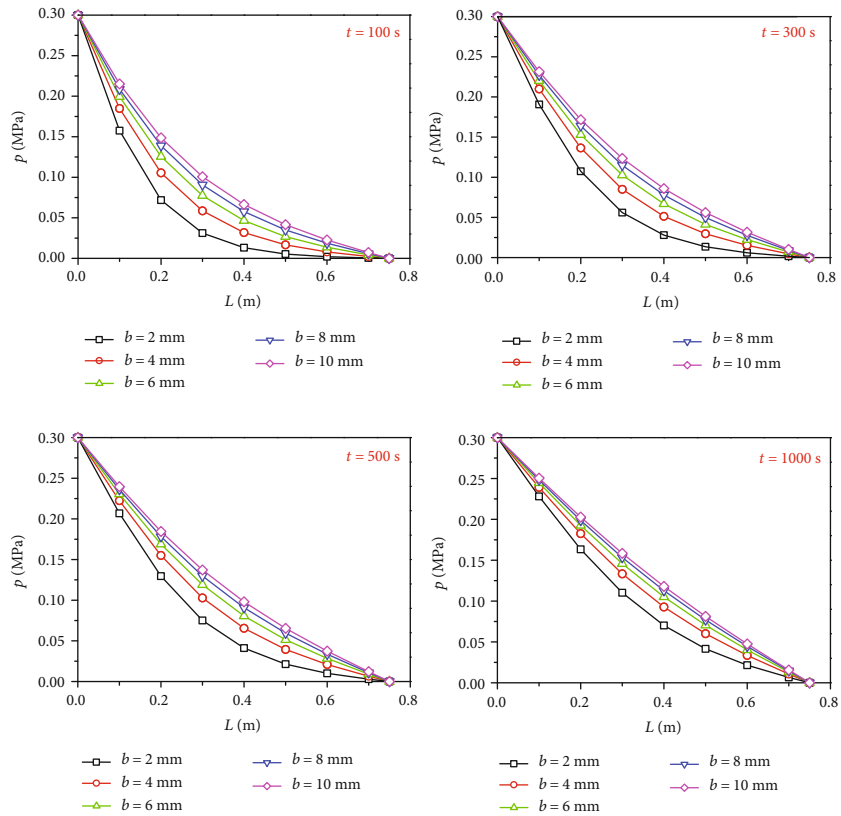 t = 100 s
0.30
0.25
0.20
0.15
0.10
0.05
0.00
p (MPa)
0.0 0.2 0.4 0.6 0.8
L (m)
b = 2 mm b = 8 mm
b = 4 mm b = 10 mm
b = 6 mm
t = 300 s
0.30
0.25
0.20
0.15
0.10
0.05
0.00
p (MPa)
0.0 0.2 0.4 0.6 0.8
L (m)
b = 2 mm b = 8 mm
b = 4 mm b = 10 mm
b = 6 mm
t = 500 s
0.30
0.25
0.20
0.15
0.10
0.05
0.00
p (MPa)
0.0 0.2 0.4 0.6 0.8
L (m)
b = 2 mm b = 8 mm
b = 4 mm b = 10 mm
b = 6 mm
t = 1000 s
0.30
0.25
0.20
0.15
0.10
0.05
0.00
p (MPa)
0.0 0.2 0.4 0.6 0.8
L (m)
b = 2 mm b = 8 mm
b = 4 mm b = 10 mm
b = 6 mm